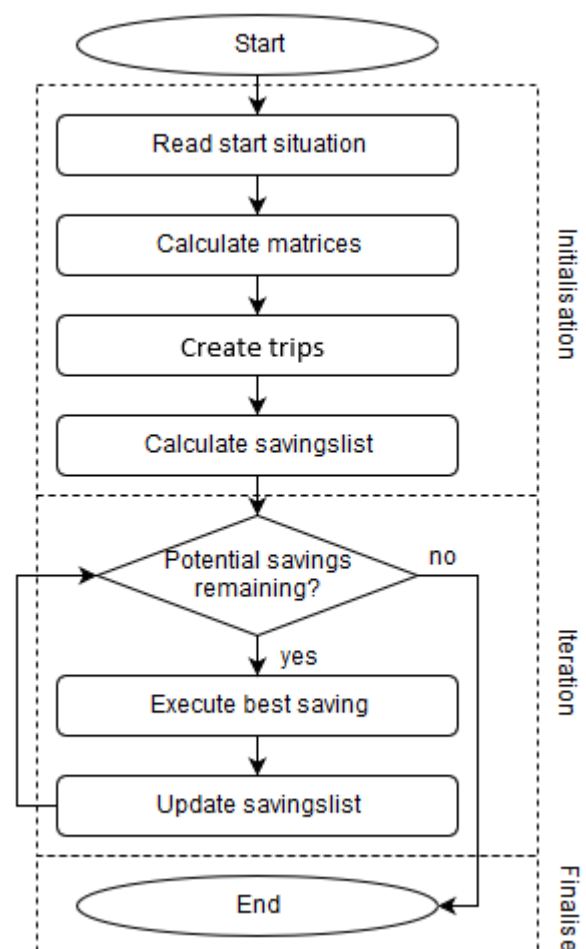 Start
Read start situation
Calculate matrices
Create trips
Calculate savingslist
Initialisation
Potential savings
remaining?
no
yes
Execute best saving
Update savingslist
Iteration
End
Finalise